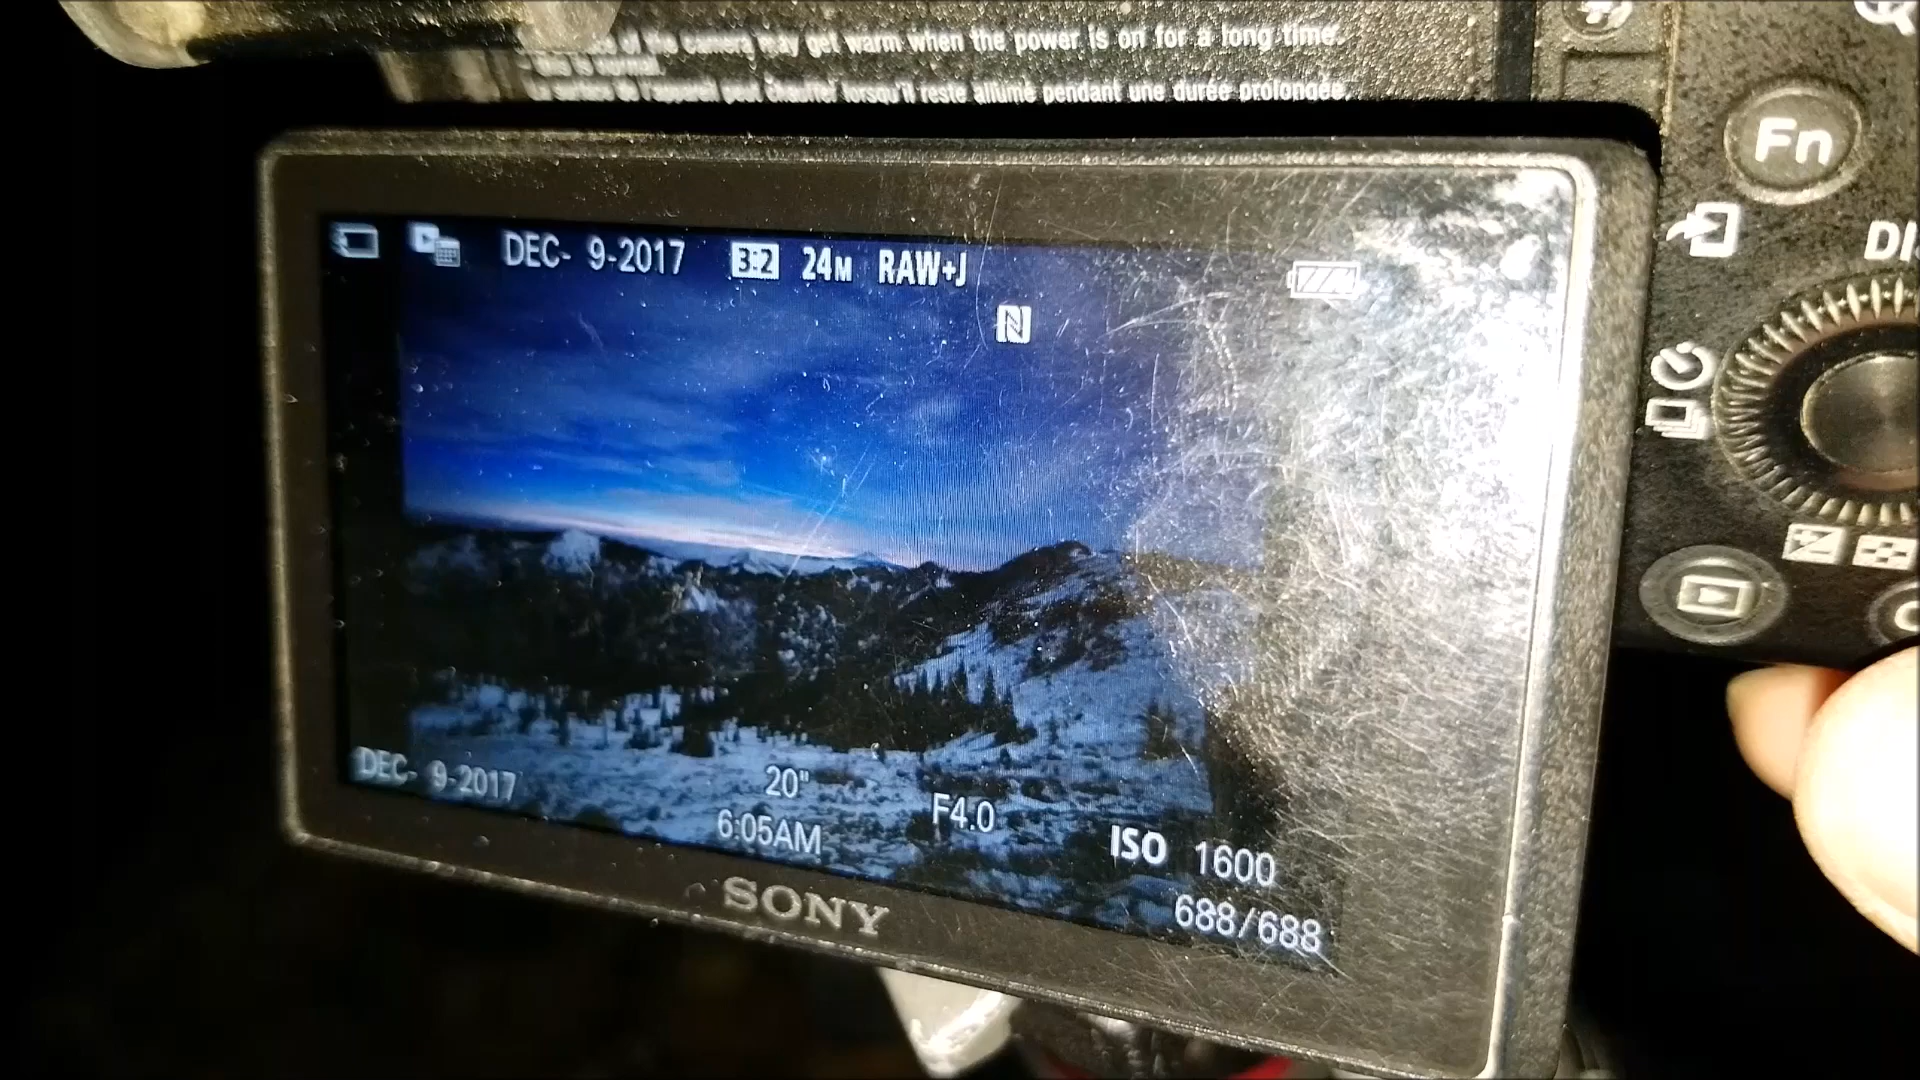 of the camera may get warm when the power is on for a long time.
this is normal.
surface de l'appareil peut chauffer lorsqu'il reste allumé pendant une durée prolongée.
Fn
DEC- 9-2017 3:2 24M RAW+J
DEC- 9-2017 20" F4.0 ISO 1600
6:05AM 688/688
SONY